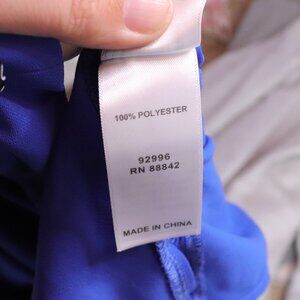 100% POLYESTER
92996
RN 88842
MADE IN CHINA